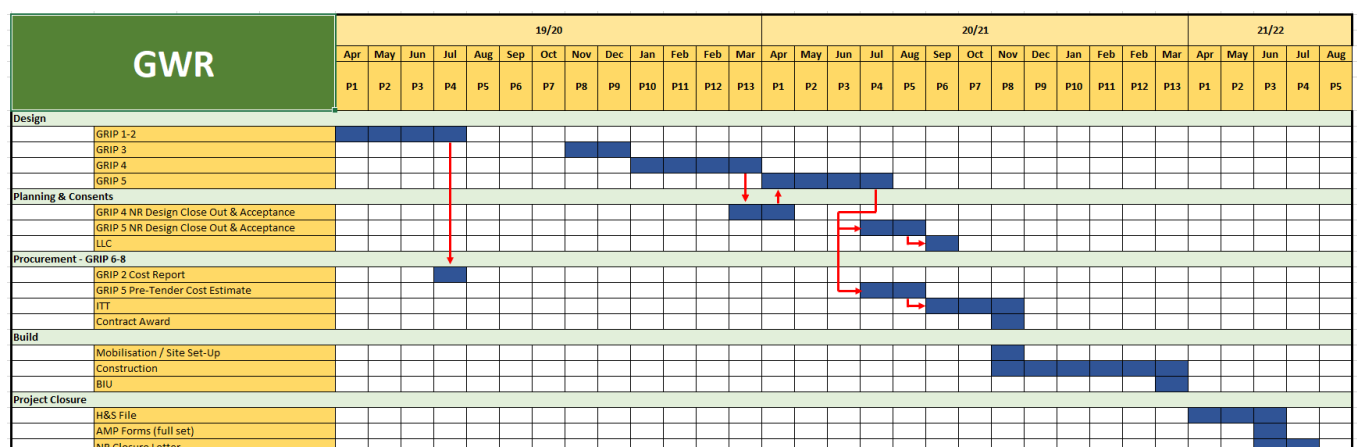 GWR
19/20 20/21 21/22
Apr May Jun Jul Aug Sep Oct Nov Dec Jan Feb Feb Mar Apr May Jun Jul Aug Sep Oct Nov Dec Jan Feb Feb Mar Apr May Jun Jul Aug
P1 P2 P3 P4 P5 P6 P7 P8 P9 P10 P11 P12 P13 P1 P2 P3 P4 P5 P6 P7 P8 P9 P10 P11 P12 P13 P1 P2 P3 P4 P5
Design
GRIP 1-2
GRIP 3
GRIP 4
GRIP 5
Planning & Consents
GRIP 4 NR Design Close Out & Acceptance
GRIP 5 NR Design Close Out & Acceptance
LLC
Procurement - GRIP 6-8
GRIP 2 Cost Report
GRIP 5 Pre-Tender Cost Estimate
ITT
Contract Award
Build
Mobilisation / Site Set-Up
Construction
BIU
Project Closure
H&S File
AMP Forms (full set)
NR Closure Letter